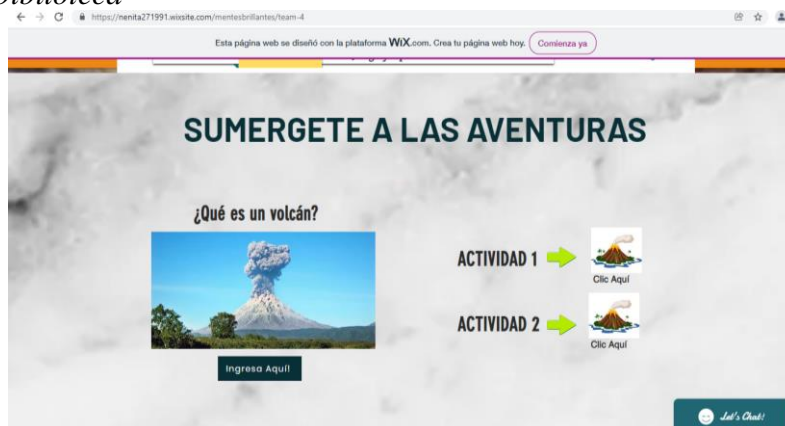 Biblioteca
https://nenita271991.wixsite.com/mentesbrillantes/team-4
Esta página web se diseñó con la plataforma WiX.com. Crea tu página web hoy. Comienza ya
SUMERGETE A LAS AVENTURAS
¿Qué es un volcán?
ACTIVIDAD 1
Clic Aquí
ACTIVIDAD 2
Clic Aquí
Ingresa Aquí!
Let's Chat!